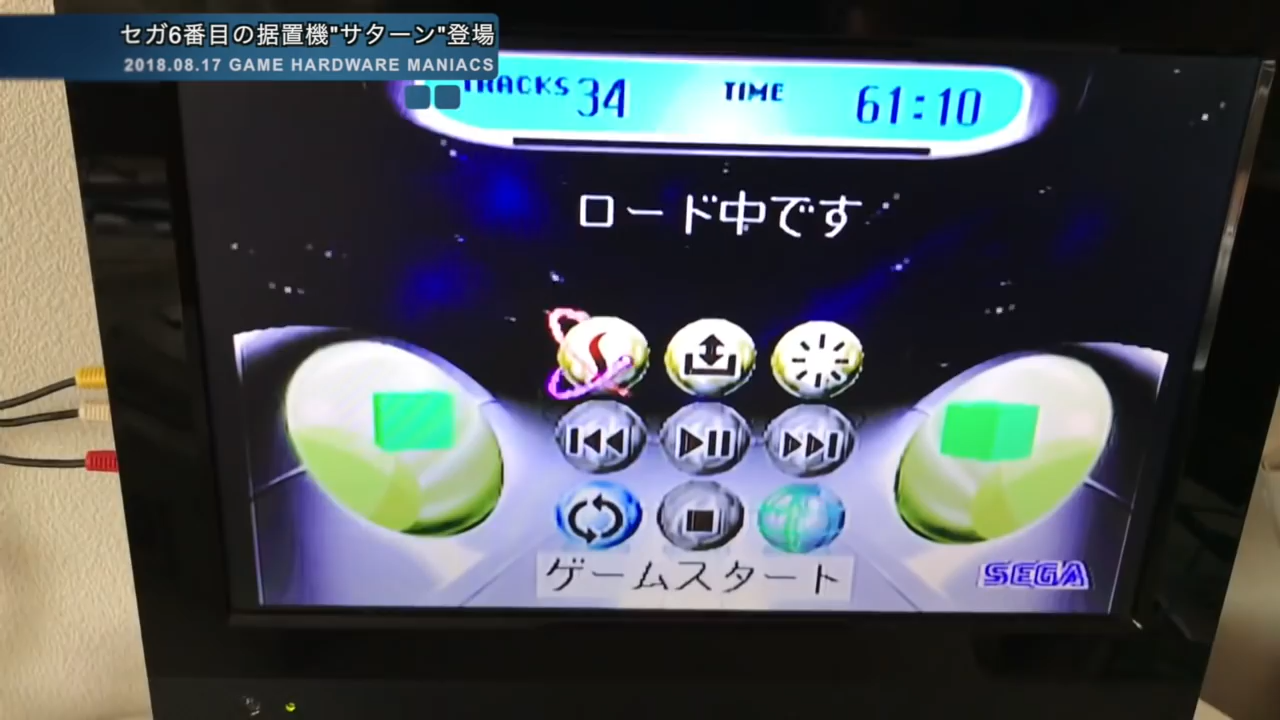 セガ6番目の据置機"サターン"登場
2018.08.17 GAME HARDWARE MANIACS
TRACKS 34 TIME 61:10
ロード中です
ゲームスタート
SEGA